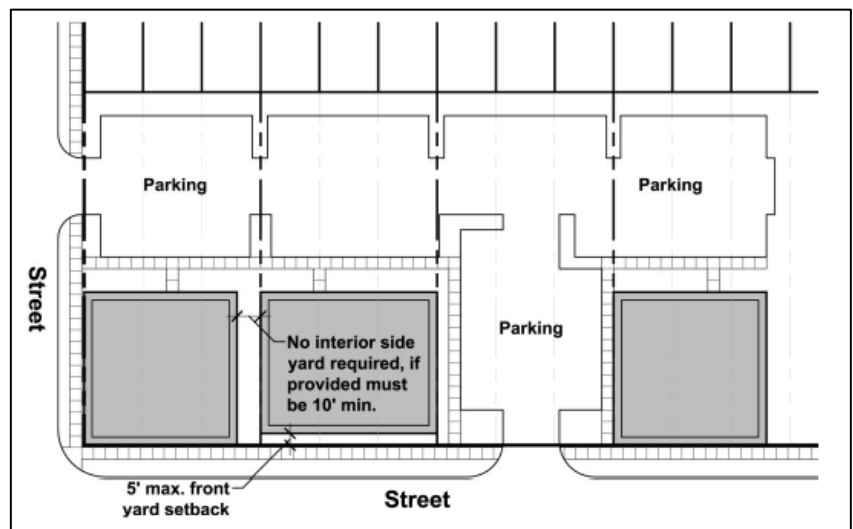 Parking
Parking
Street
Parking
No interior side
yard required, if
provided must
be 10' min.
5' max. front
yard setback
Street